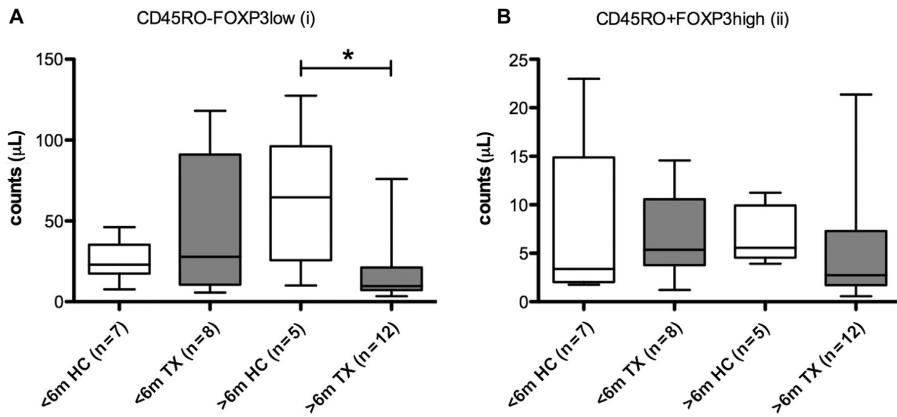 A
CD45RO-FOXP3low (i)
counts (µL)
150
100
50
0
*
<6m HC (n=7)
<6m TX (n=8)
>6m HC (n=5)
>6m TX (n=12)
B
CD45RO+FOXP3high (ii)
counts (µL)
25
20
15
10
5
0
<6m HC (n=7)
<6m TX (n=8)
>6m HC (n=5)
>6m TX (n=12)